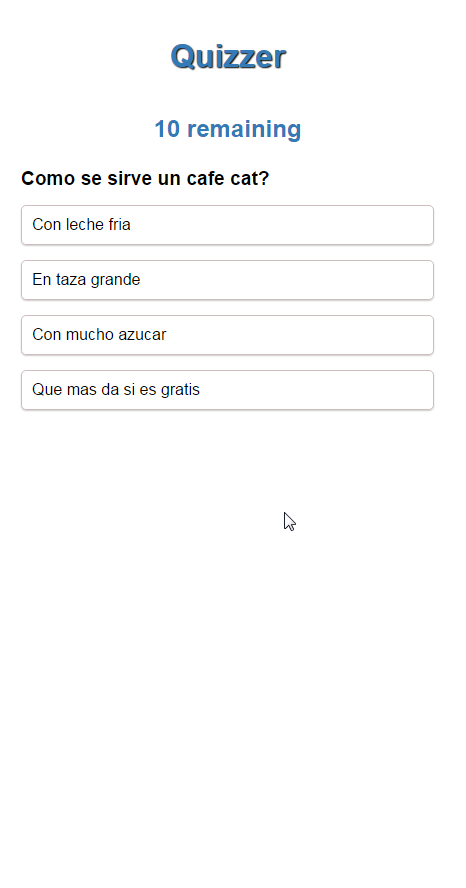 Quizzer
10 remaining
Como se sirve un cafe cat?
Con leche fria
En taza grande
Con mucho azucar
Que mas da si es gratis